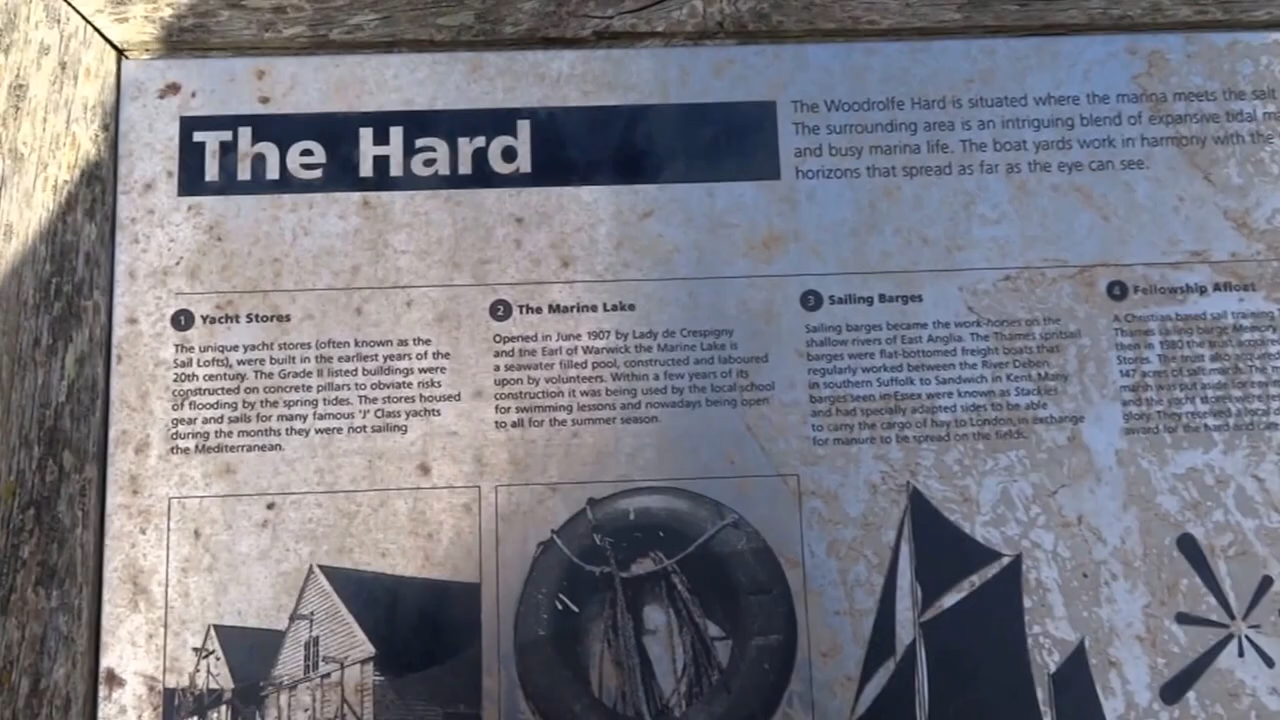 The Hard
The Woodrolfe Hard is situated where the marina meets the salt
The surrounding area is an intriguing blend of expansive tidal
and busy marina life. The boat yards work in harmony with the
horizons that spread as far as the eye can see.
1 Yacht Stores
The unique yacht stores (often known as the
Sail Lofts), were built in the earliest years of the
20th century. The Grade II listed buildings were
constructed on concrete pillars to obviate risks
of flooding by the spring tides. The stores housed
gear and sails for many famous 'J' Class yachts
during the months they were not sailing
the Mediterranean.
2 The Marine Lake
Opened in June 1907 by Lady de Crespigny
and the Earl of Warwick the Marine Lake is
a seawater filled pool, constructed and laboured
upon by volunteers. Within a few years of its
construction it was being used by the local school
for swimming lessons and nowadays being open
to all for the summer season.
3 Sailing Barges
Sailing barges became the work-horses on the
shallow rivers of East Anglia. The Thames spritsail
barges were flat-bottomed freight boats that
regularly worked between the River Deben
in southern Suffolk to Sandwich in Kent. Many
barges seen in Essex were known as Stackies
and had specially adapted sides to be able
to carry the cargo of hay to London, in exchange
for manure to be spread on the fields.
4 Fellowship Afloat
A Christian based sail training
Thames sailing barge Memory
then in 1980 the trust acquired
Stores. The trust also acquired
147 acres of salt marsh. The
marsh was put aside for
and the yacht stores were
glory. They received a local
award for the hard and